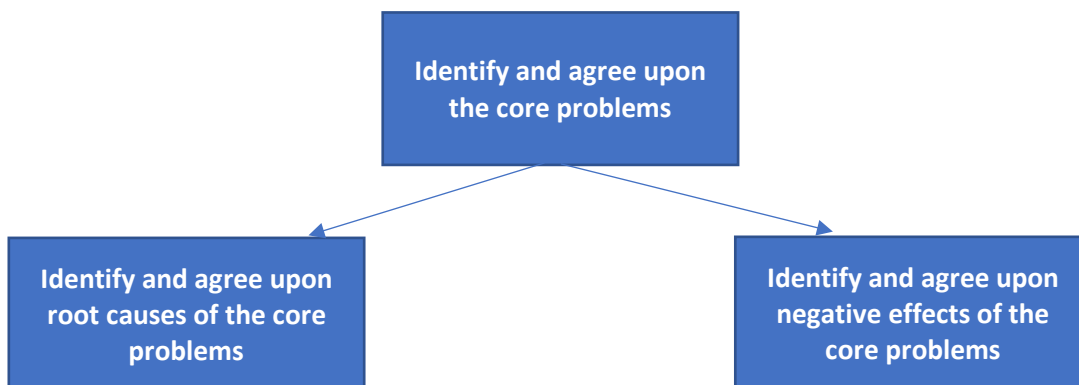 Identify and agree upon
the core problems
Identify and agree upon
root causes of the core
problems
Identify and agree upon
negative effects of the
core problems